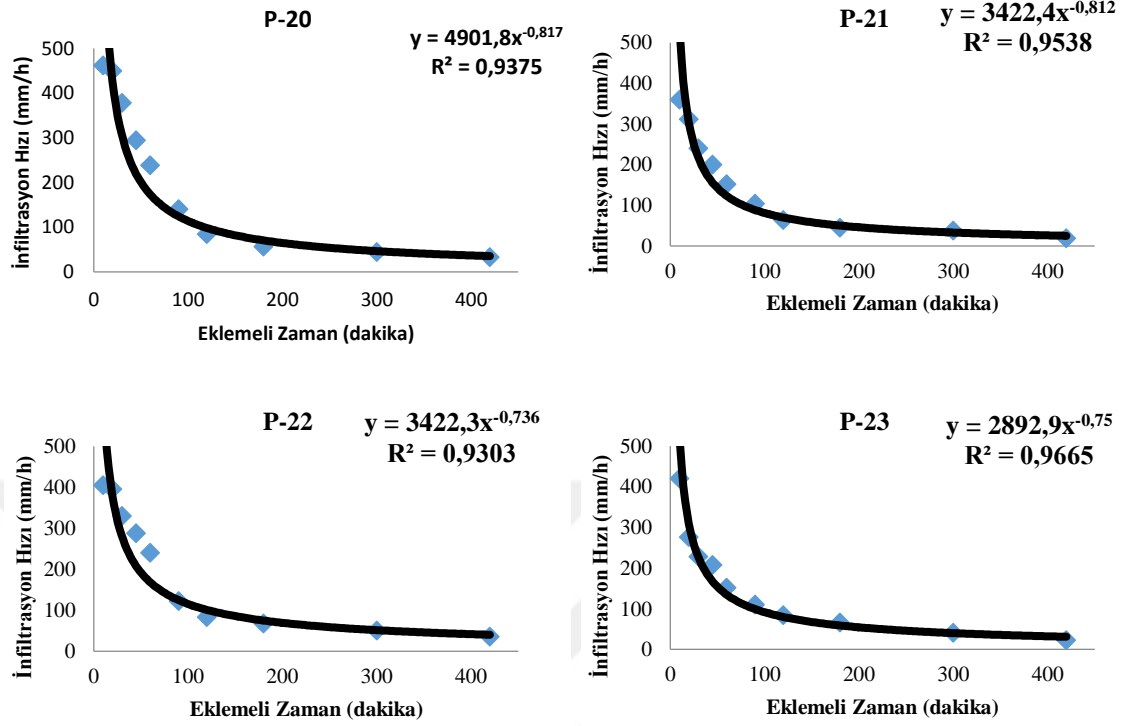 P-20
y = 4901,8x-0,817
R² = 0,9375
500
400
300
200
100
0
0 100 200 300 400
İnfiltrasyon Hızı (mm/h)
Eklemeli Zaman (dakika)
P-21
y = 3422,4x-0,812
R² = 0,9538
500
400
300
200
100
0
0 100 200 300 400
İnfiltrasyon Hızı (mm/h)
Eklemeli Zaman (dakika)
P-22
y = 3422,3x-0,736
R² = 0,9303
500
400
300
200
100
0
0 100 200 300 400
İnfiltrasyon Hızı (mm/h)
Eklemeli Zaman (dakika)
P-23
y = 2892,9x-0,75
R² = 0,9665
500
400
300
200
100
0
0 100 200 300 400
İnfiltrasyon Hızı (mm/h)
Eklemeli Zaman (dakika)